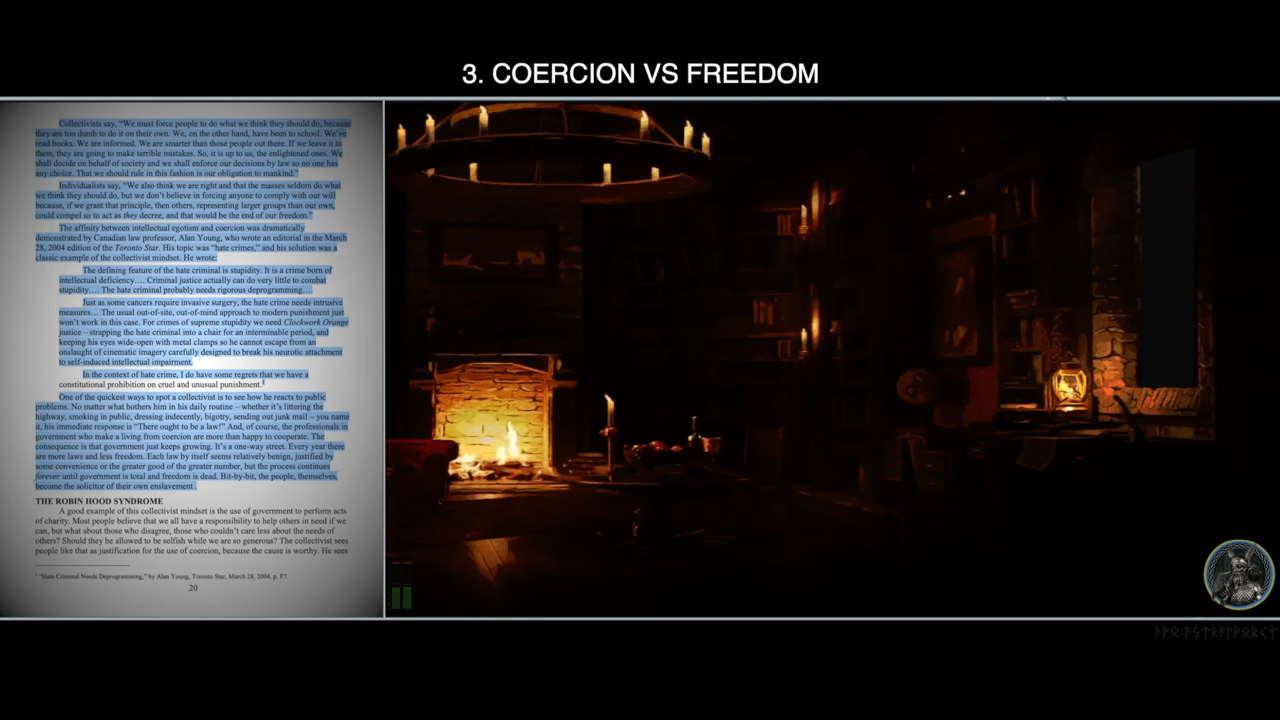 3. COERCION VS FREEDOM
Collectivists say, “We must force people to do what we think they should do, because
they are too dumb to do it on their own. We, on the other hand, have been to school. We’ve
read books. We are informed. We are smarter than those people out there. If we leave it to
them, they are going to make terrible mistakes. So, it is up to us, the enlightened ones. We
shall decide on behalf of society and we shall enforce our decisions by law so no one has
any choice. That we should rule in this fashion is our obligation to mankind.”
Individualists say, “We also think we are right and that the masses seldom do what
we think they should do, but we don’t believe in forcing anyone to comply with our will
because, if we grant that principle, then others, representing larger groups than our own,
could compel us to act as they decree, and that would be the end of our freedom.”
The affinity between intellectual egotism and coercion was dramatically
demonstrated by Canadian law professor, Alan Young, who wrote an editorial in the March
28, 2004 edition of the Toronto Star. His topic was “hate crimes,” and his solution was a
classic example of the collectivist mindset. He wrote:
The defining feature of the hate criminal is stupidity. It is a crime born of
intellectual deficiency…. Criminal justice actually can do very little to combat
stupidity…. The hate criminal probably needs rigorous deprogramming….
Just as some cancers require invasive surgery, the hate crime needs intrusive
measures… The usual out-of-site, out-of-mind approach to modern punishment just
won’t work in this case. For crimes of supreme stupidity we need Clockwork Orange
justice – strapping the hate criminal into a chair for an interminable period, and
keeping his eyes wide-open with metal clamps so he cannot escape from an
onslaught of cinematic imagery carefully designed to break his neurotic attachment
to self-induced intellectual impairment.
In the context of hate crime, I do have some regrets that we have a
constitutional prohibition on cruel and unusual punishment.1
One of the quickest ways to spot a collectivist is to see how he reacts to public
problems. No matter what bothers him in his daily routine – whether it’s littering the
highway, smoking in public, dressing indecently, bigotry, sending out junk mail – you name
it, his immediate response is “There ought to be a law!” And, of course, the professionals in
government who make a living from coercion are more than happy to cooperate. The
consequence is that government just keeps growing. It’s a one-way street. Every year there
are more laws and less freedom. Each law by itself seems relatively benign, justified by
some convenience or the greater good of the greater number, but the process continues
forever until government is total and freedom is dead. Bit-by-bit, the people, themselves,
become the solicitor of their own enslavement .
THE ROBIN HOOD SYNDROME
A good example of this collectivist mindset is the use of government to perform acts
of charity. Most people believe that we all have a responsibility to help others in need if we
can, but what about those who disagree, those who couldn’t care less about the needs of
others? Should they be allowed to be selfish while we are so generous? The collectivist sees
people like that as justification for the use of coercion, because the cause is worthy. He sees
1 “Hate Criminal Needs Deprogramming,” by Alan Young, Toronto Star, March 28, 2004, p. F7.
20